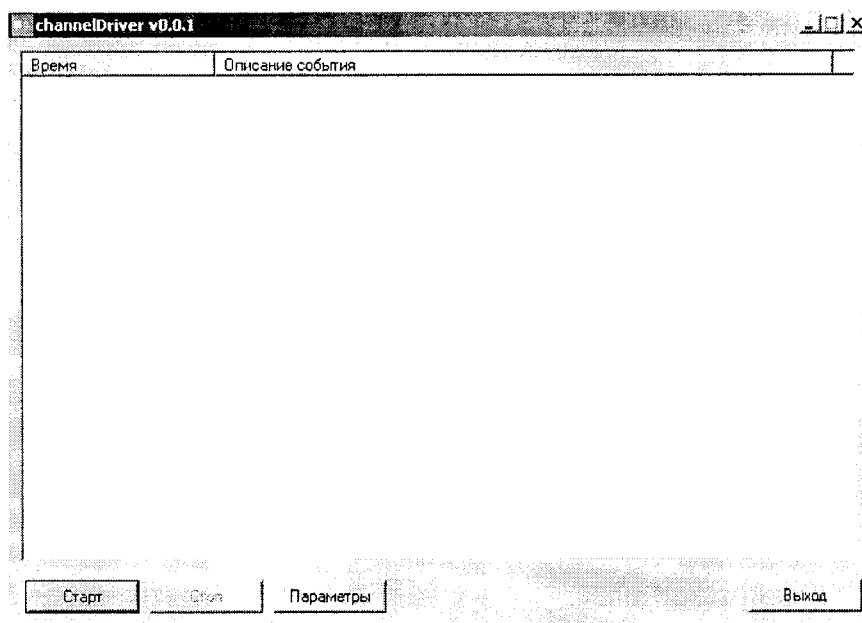 channelDriver v0.0.1
Время Описание события
Старт Стоп Параметры Выход